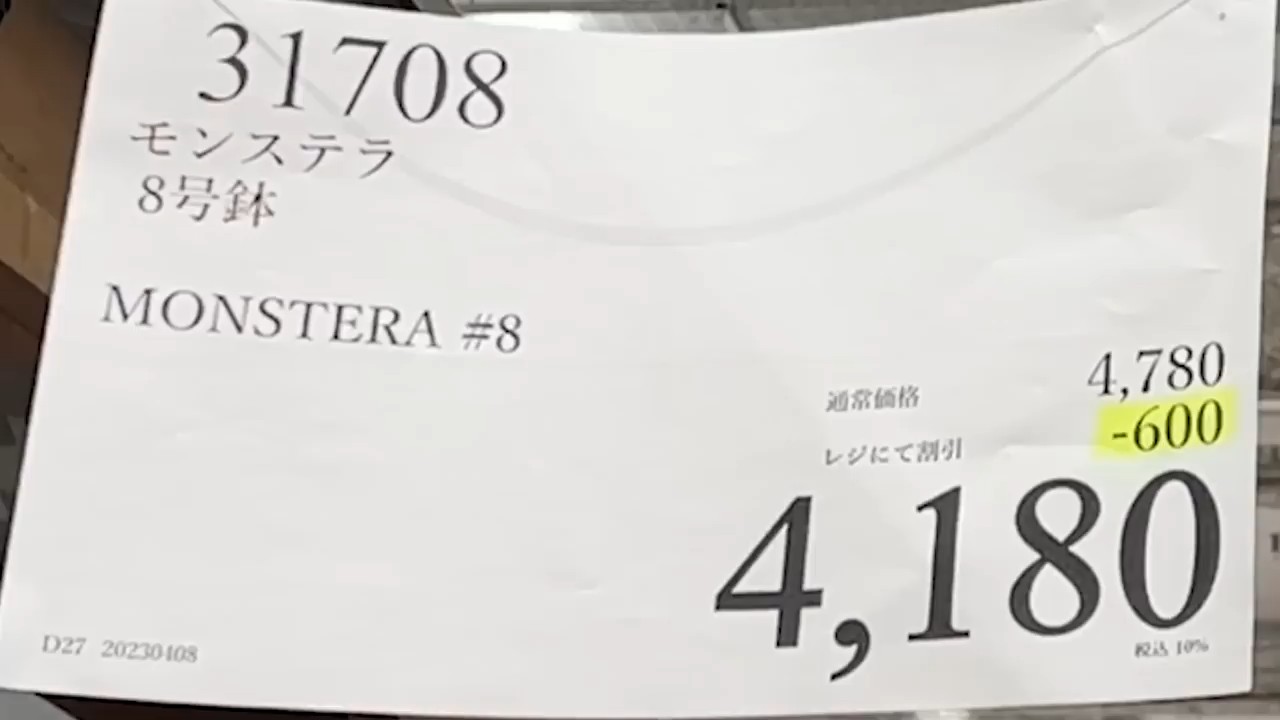 31708
モンステラ
8号鉢
MONSTERA #8
通常価格 4,780
レジにて割引 -600
4,180
税込 10%
D27 20230408